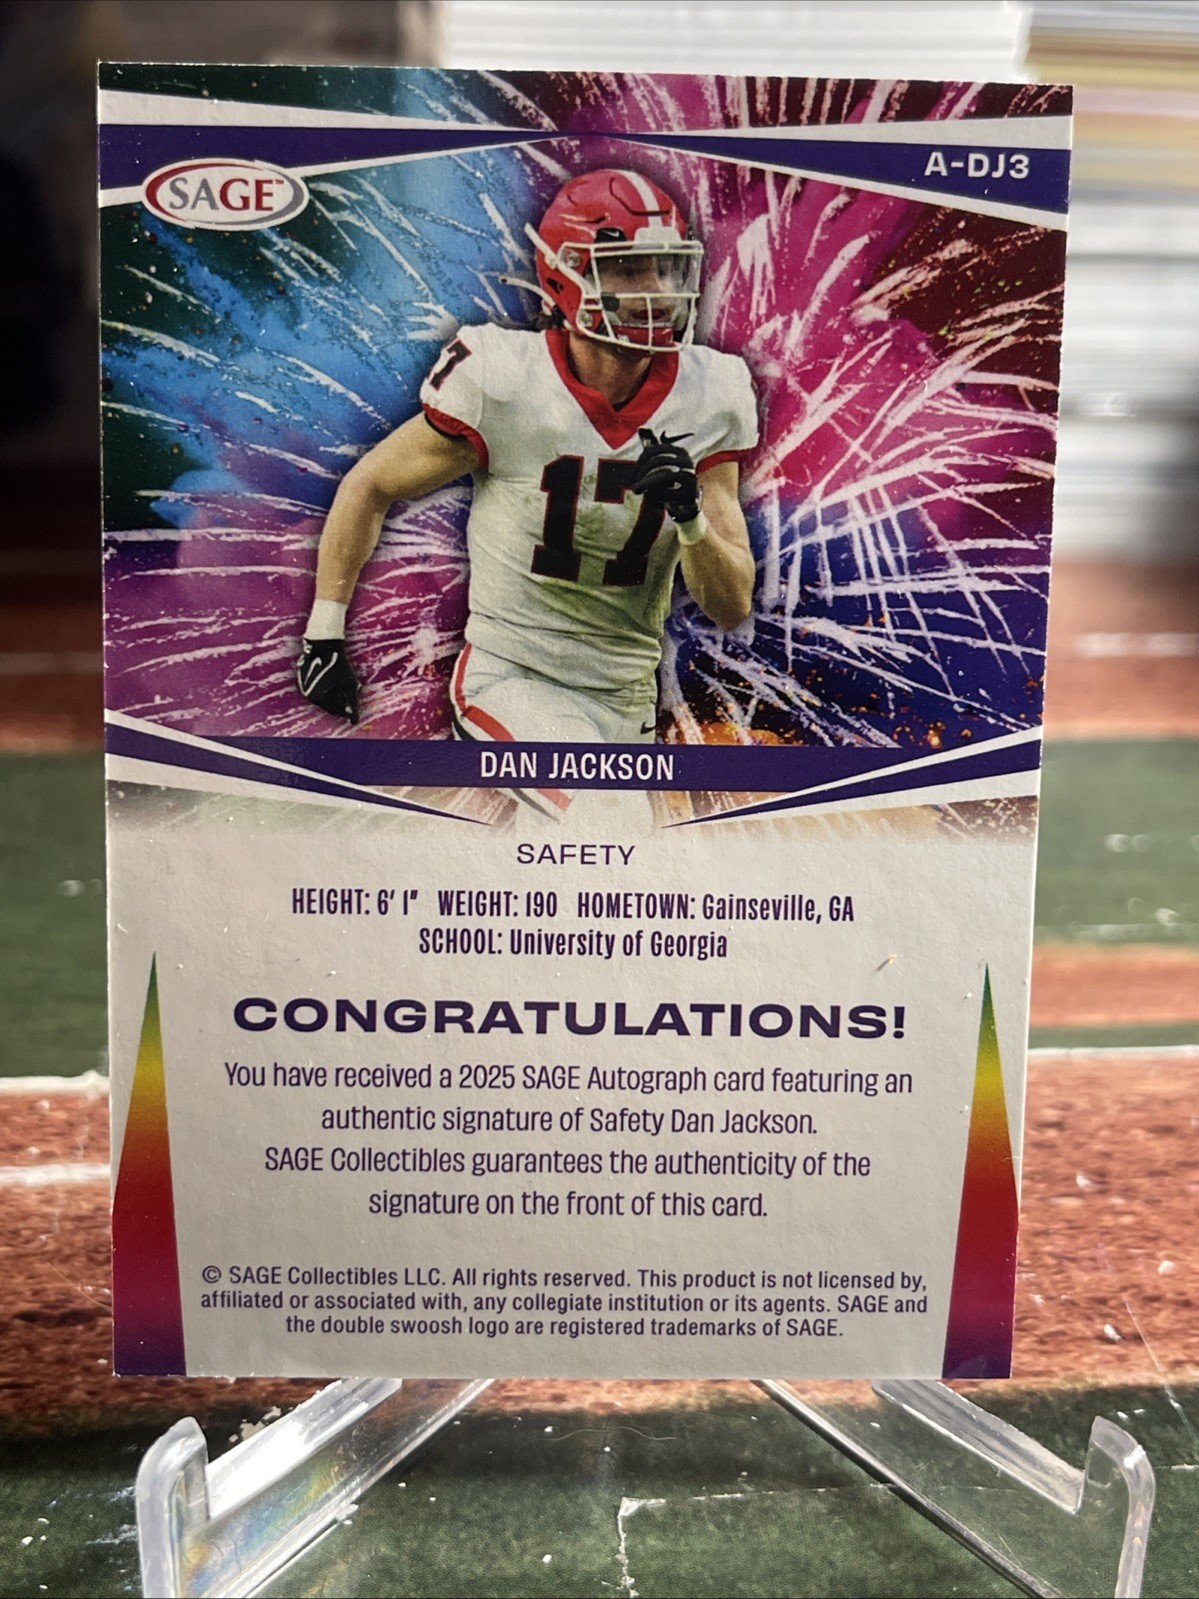 SAGE™
A-DJ3
17
17
DAN JACKSON
SAFETY
HEIGHT: 6' 1" WEIGHT: 190 HOMETOWN: Gainseville, GA
SCHOOL: University of Georgia
CONGRATULATIONS!
You have received a 2025 SAGE Autograph card featuring an
authentic signature of Safety Dan Jackson.
SAGE Collectibles guarantees the authenticity of the
signature on the front of this card.
© SAGE Collectibles LLC. All rights reserved. This product is not licensed by,
affiliated or associated with, any collegiate institution or its agents. SAGE and
the double swoosh logo are registered trademarks of SAGE.